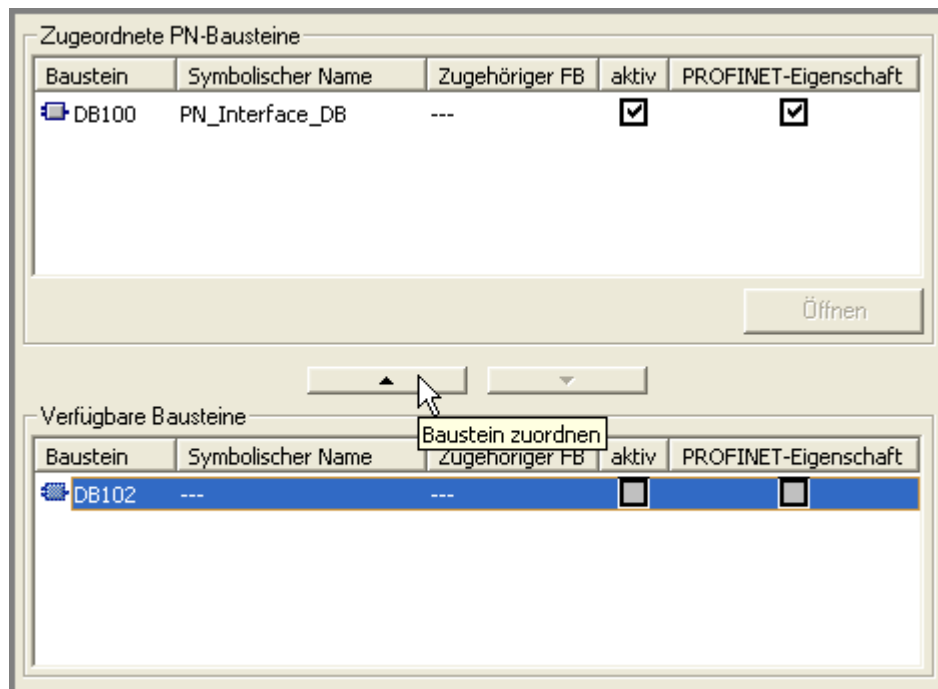 Zugeordnete PN-Bausteine
Baustein Symbolischer Name Zugehöriger FB aktiv PROFINET-Eigenschaft
DB100 PN_Interface_DB ---
Öffnen
Verfügbare Bausteine
Baustein zuordnen
Baustein Symbolischer Name Zugehöriger FB aktiv PROFINET-Eigenschaft
DB102 --- ---